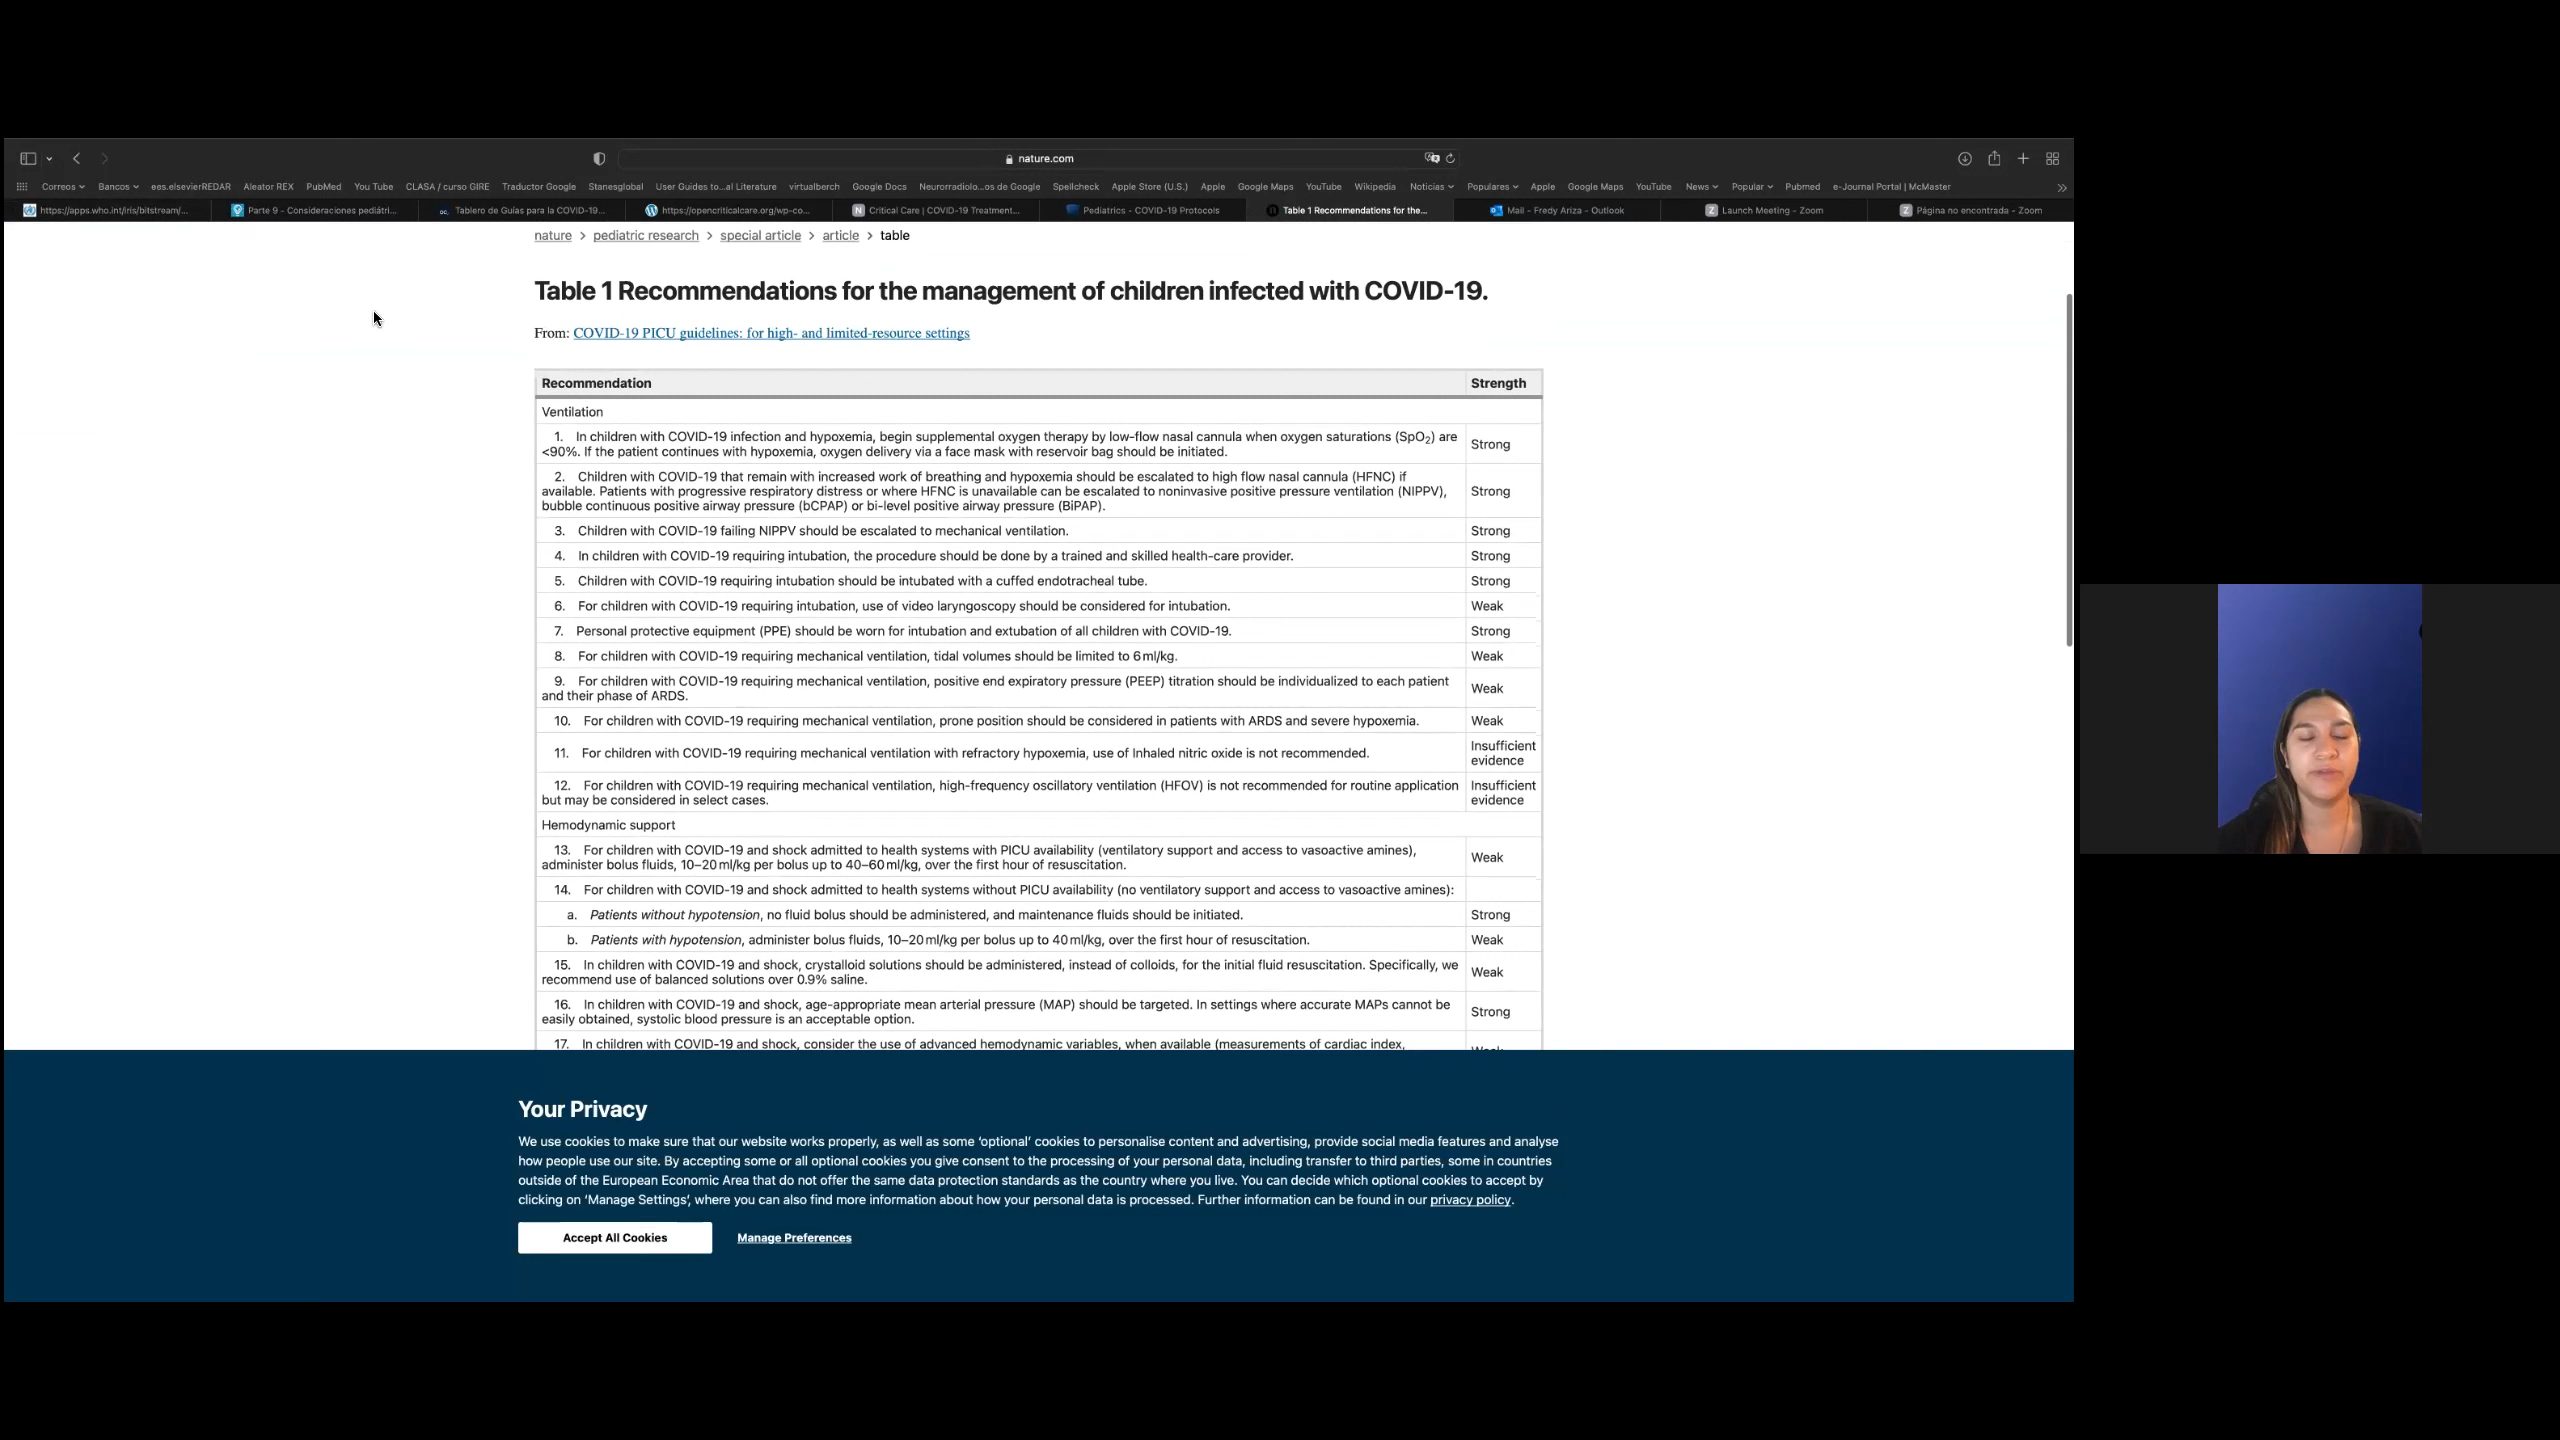 nature.com
Correos Bancos ees.elsevierREDAR Aleator REX PubMed You Tube CLASA / curso GIRE Traductor Google Stanesglobal User Guides to...al Literature virtualberch Google Docs Neurorradiolo...os de Google Spellcheck Apple Store (U.S.) Apple Google Maps YouTube Wikipedia Noticias Populares Apple Google Maps YouTube News Popular Pubmed e-Journal Portal | McMaster
https://apps.who.int/iris/bitstream/... Parte 9 - Consideraciones pediátri... Tablero de Guías para la COVID-19... https://opencriticalcare.org/wp-co... Critical Care | COVID-19 Treatment... Pediatrics - COVID-19 Protocols Table 1 Recommendations for the... Mail - Fredy Ariza - Outlook Launch Meeting - Zoom Página no encontrada - Zoom
nature > pediatric research > special article > article > table
Table 1 Recommendations for the management of children infected with COVID-19.
From: COVID-19 PICU guidelines: for high- and limited-resource settings
Recommendation Strength
Ventilation
1. In children with COVID-19 infection and hypoxemia, begin supplemental oxygen therapy by low-flow nasal cannula when oxygen saturations (SpO2) are
<90%. If the patient continues with hypoxemia, oxygen delivery via a face mask with reservoir bag should be initiated.
Strong
2. Children with COVID-19 that remain with increased work of breathing and hypoxemia should be escalated to high flow nasal cannula (HFNC) if
available. Patients with progressive respiratory distress or where HFNC is unavailable can be escalated to noninvasive positive pressure ventilation (NIPPV),
bubble continuous positive airway pressure (bCPAP) or bi-level positive airway pressure (BiPAP).
Strong
3. Children with COVID-19 failing NIPPV should be escalated to mechanical ventilation. Strong
4. In children with COVID-19 requiring intubation, the procedure should be done by a trained and skilled health-care provider. Strong
5. Children with COVID-19 requiring intubation should be intubated with a cuffed endotracheal tube. Strong
6. For children with COVID-19 requiring intubation, use of video laryngoscopy should be considered for intubation. Weak
7. Personal protective equipment (PPE) should be worn for intubation and extubation of all children with COVID-19. Strong
8. For children with COVID-19 requiring mechanical ventilation, tidal volumes should be limited to 6 ml/kg. Weak
9. For children with COVID-19 requiring mechanical ventilation, positive end expiratory pressure (PEEP) titration should be individualized to each patient
and their phase of ARDS.
Weak
10. For children with COVID-19 requiring mechanical ventilation, prone position should be considered in patients with ARDS and severe hypoxemia. Weak
11. For children with COVID-19 requiring mechanical ventilation with refractory hypoxemia, use of Inhaled nitric oxide is not recommended.
Insufficient
evidence
12. For children with COVID-19 requiring mechanical ventilation, high-frequency oscillatory ventilation (HFOV) is not recommended for routine application
but may be considered in select cases.
Insufficient
evidence
Hemodynamic support
13. For children with COVID-19 and shock admitted to health systems with PICU availability (ventilatory support and access to vasoactive amines),
administer bolus fluids, 10–20 ml/kg per bolus up to 40–60 ml/kg, over the first hour of resuscitation.
Weak
14. For children with COVID-19 and shock admitted to health systems without PICU availability (no ventilatory support and access to vasoactive amines):
a. Patients without hypotension, no fluid bolus should be administered, and maintenance fluids should be initiated. Strong
b. Patients with hypotension, administer bolus fluids, 10–20 ml/kg per bolus up to 40 ml/kg, over the first hour of resuscitation. Weak
15. In children with COVID-19 and shock, crystalloid solutions should be administered, instead of colloids, for the initial fluid resuscitation. Specifically, we
recommend use of balanced solutions over 0.9% saline.
Weak
16. In children with COVID-19 and shock, age-appropriate mean arterial pressure (MAP) should be targeted. In settings where accurate MAPs cannot be
easily obtained, systolic blood pressure is an acceptable option.
Strong
17. In children with COVID-19 and shock, consider the use of advanced hemodynamic variables, when available (measurements of cardiac index,
Your Privacy
We use cookies to make sure that our website works properly, as well as some ‘optional’ cookies to personalise content and advertising, provide social media features and analyse
how people use our site. By accepting some or all optional cookies you give consent to the processing of your personal data, including transfer to third parties, some in countries
outside of the European Economic Area that do not offer the same data protection standards as the country where you live. You can decide which optional cookies to accept by
clicking on ‘Manage Settings’, where you can also find more information about how your personal data is processed. Further information can be found in our privacy policy.
Accept All Cookies Manage Preferences